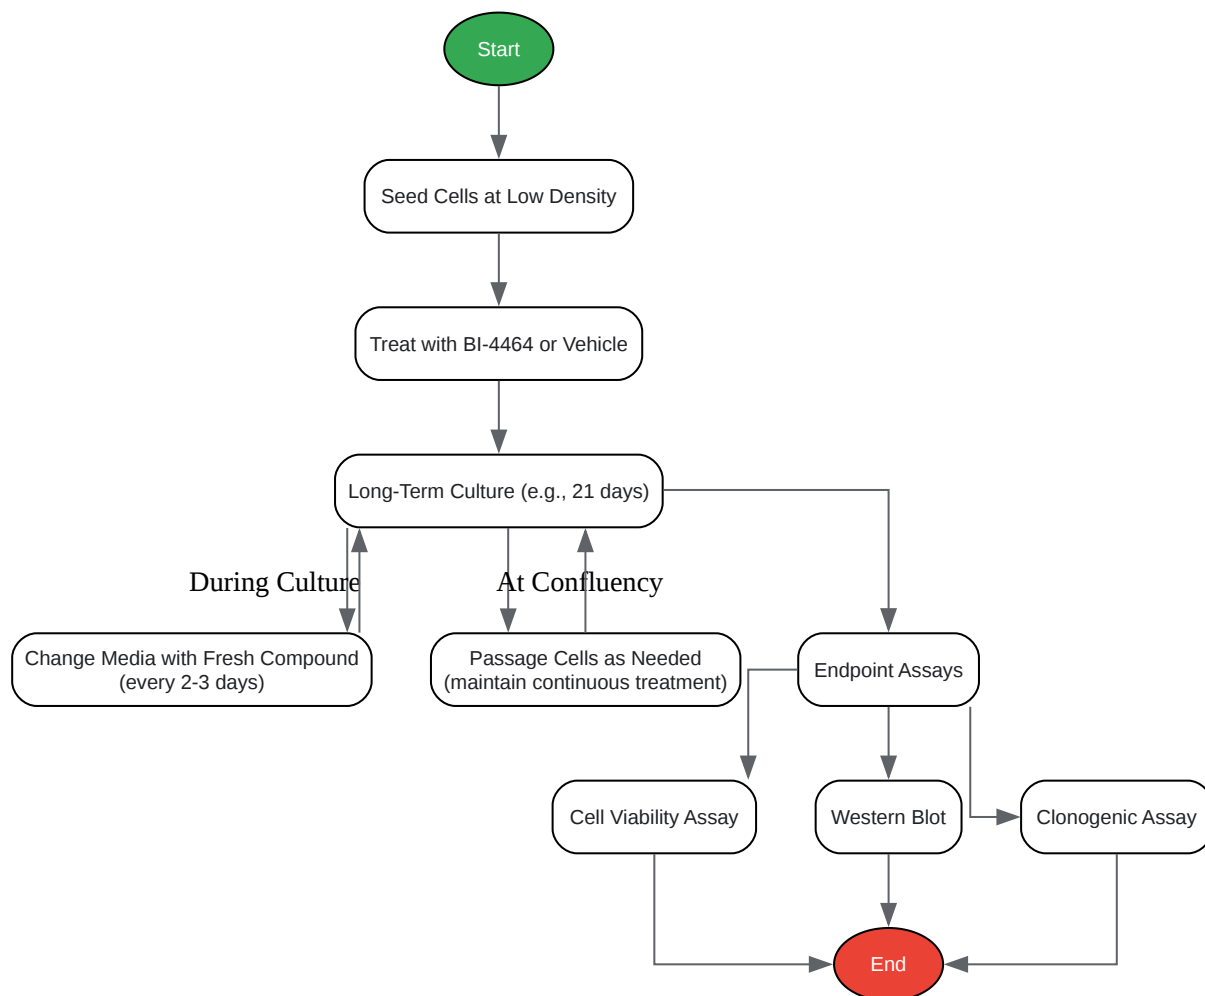 Start
Seed Cells at Low Density
Treat with BI-4464 or Vehicle
Long-Term Culture (e.g., 21 days)
During Culture
At Confluency
Change Media with Fresh Compound
(every 2-3 days)
Passage Cells as Needed
(maintain continuous treatment)
Endpoint Assays
Cell Viability Assay
Western Blot
Clonogenic Assay
End